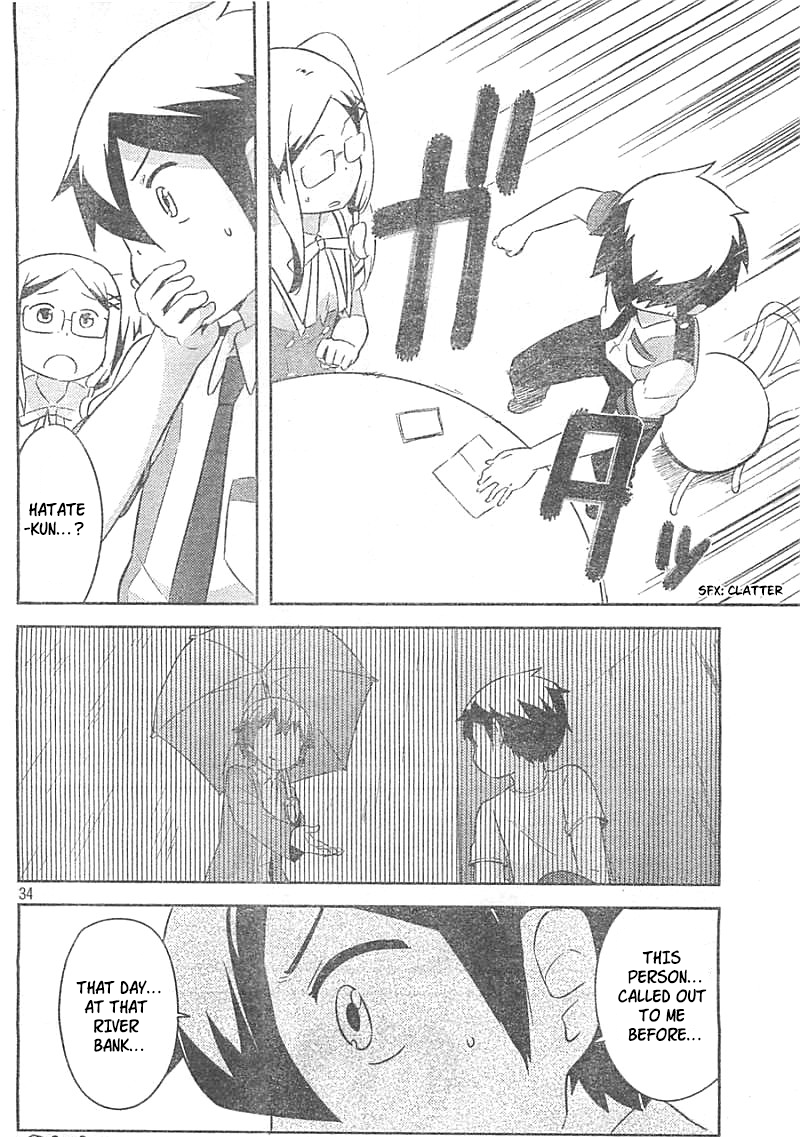 ガタッ
SFX: CLATTER
HATATE
-KUN...?
34
THIS
PERSON...
CALLED OUT
TO ME
BEFORE...
THAT DAY...
AT THAT
RIVER
BANK...